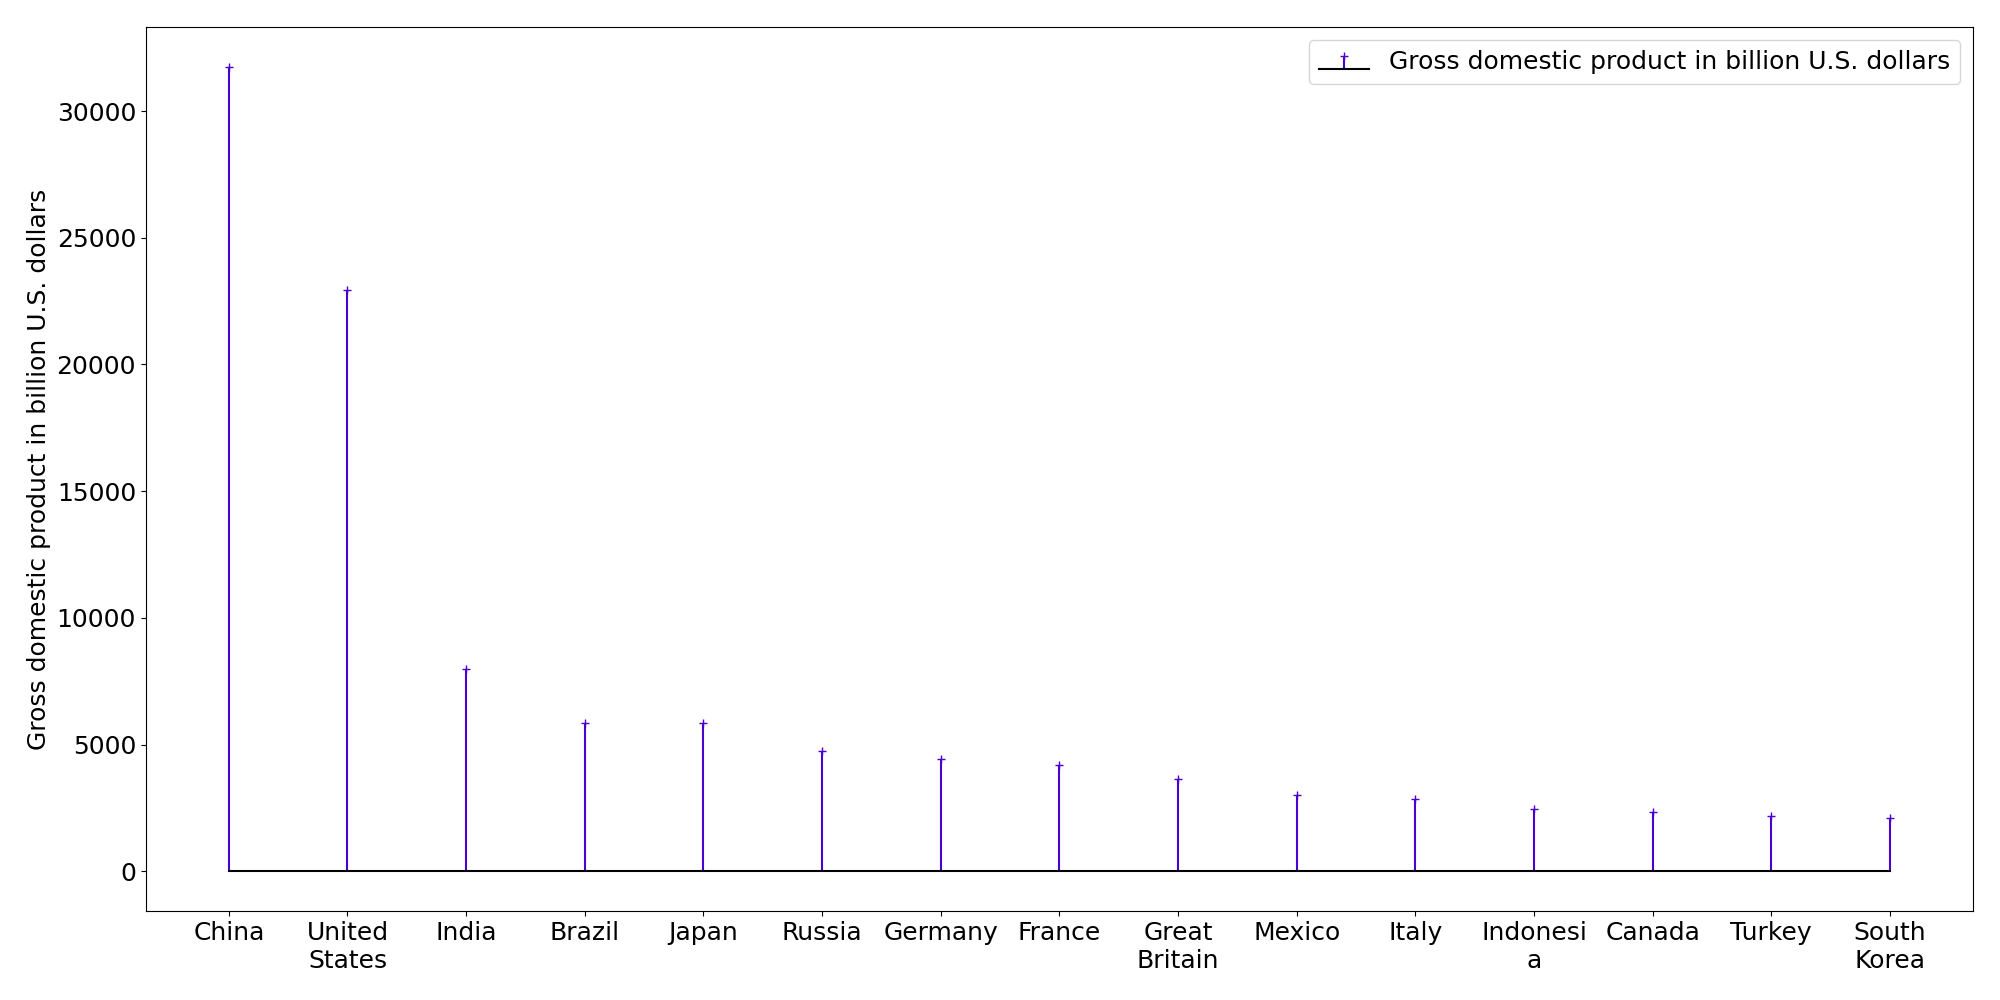 Gross domestic product in billion U.S. dollars
Gross domestic product in billion U.S. dollars
30000
25000
20000
15000
10000
5000
0
China
United
States
India
Brazil
Japan
Russia
Germany
France
Great
Britain
Mexico
Italy
Indonesi
a
Canada
Turkey
South
Korea